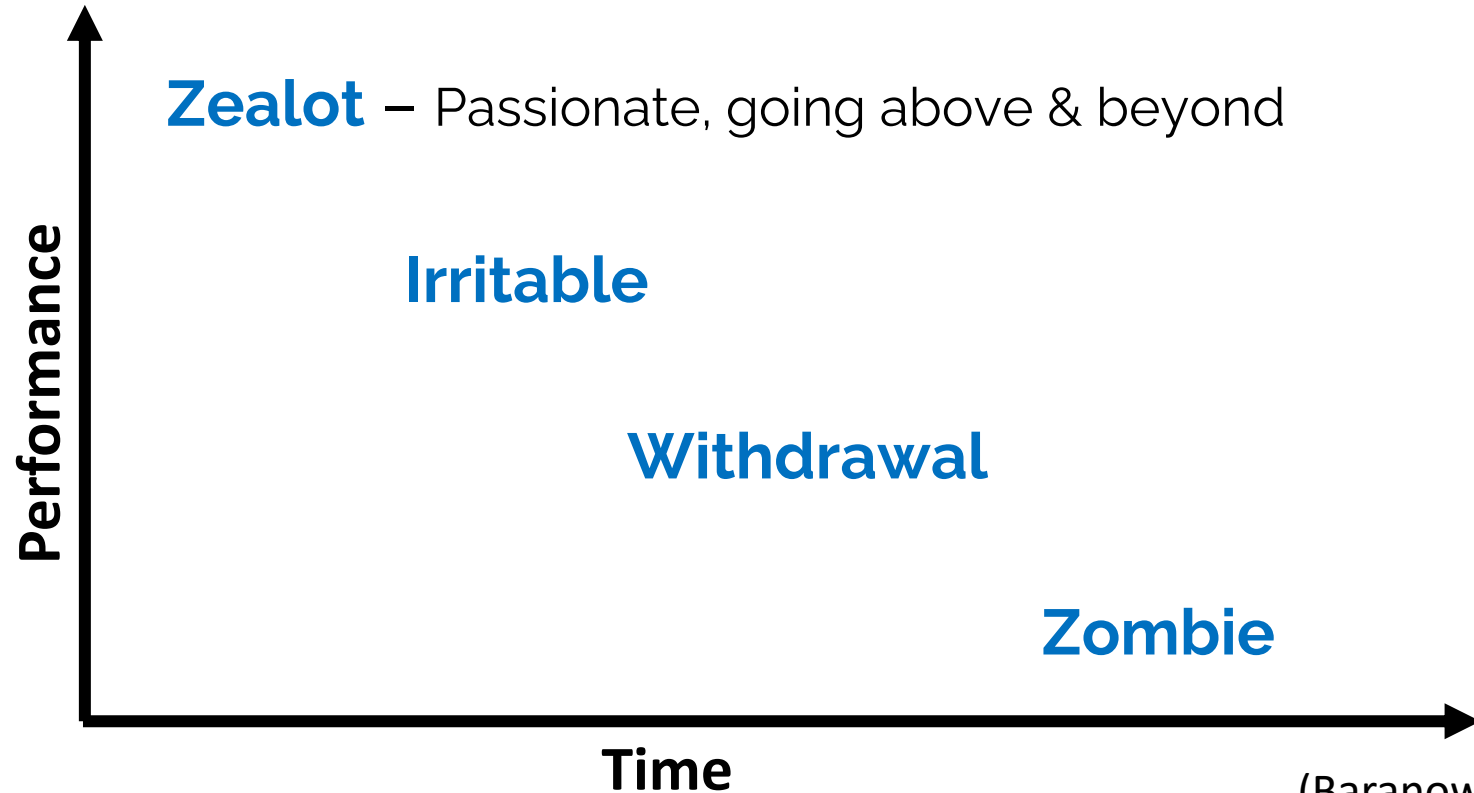 Zealot – Passionate, going above & beyond
Irritable
Withdrawal
Zombie
Performance
Time